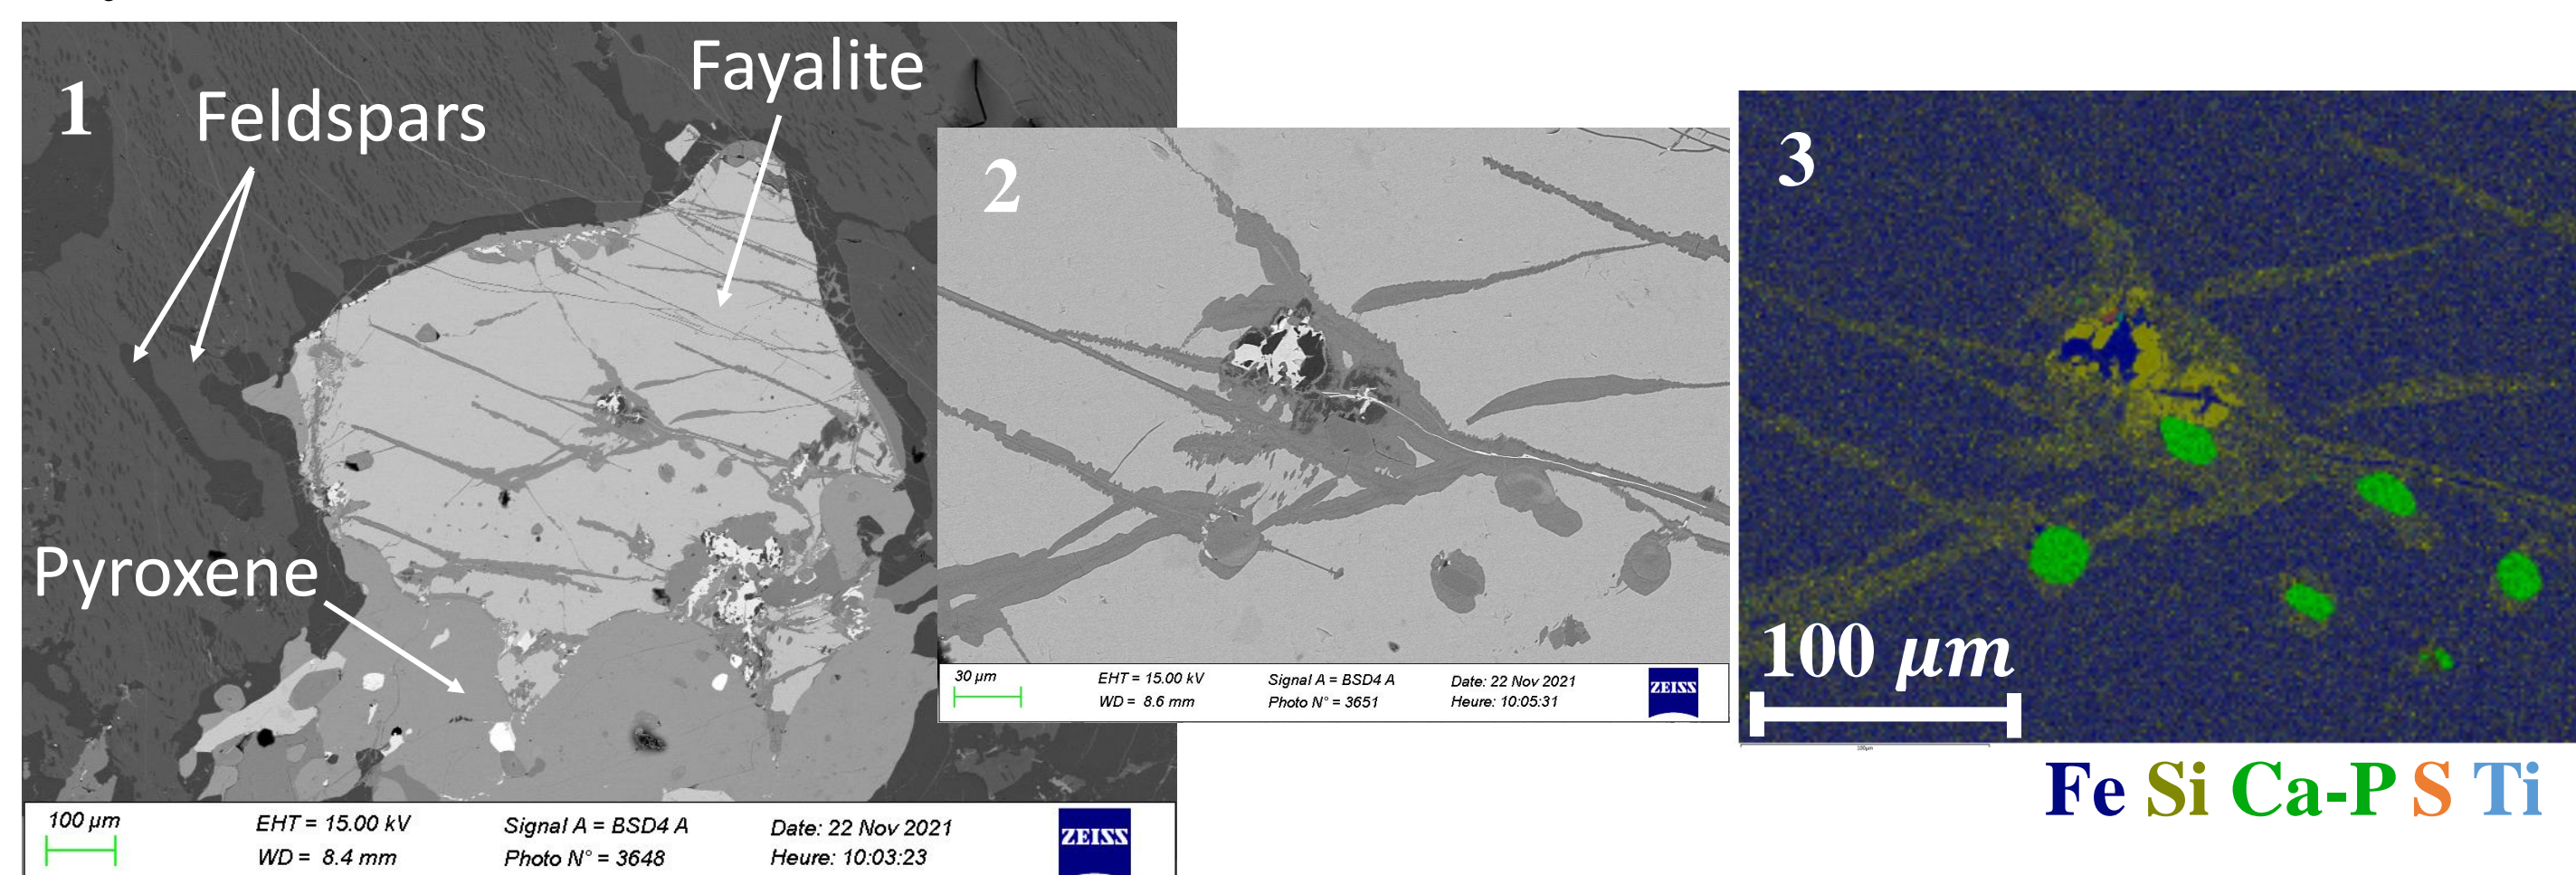 1
Feldspars
Fayalite
Pyroxene
100 µm
EHT = 15.00 kV
WD = 8.4 mm
Signal A = BSD4 A
Photo N° = 3648
Date: 22 Nov 2021
Heure: 10:03:23
ZEISS
2
30 µm
EHT = 15.00 kV
WD = 8.6 mm
Signal A = BSD4 A
Photo N° = 3651
Date: 22 Nov 2021
Heure: 10:05:31
ZEISS
3
100 µm
100µm
Fe Si Ca-P S Ti